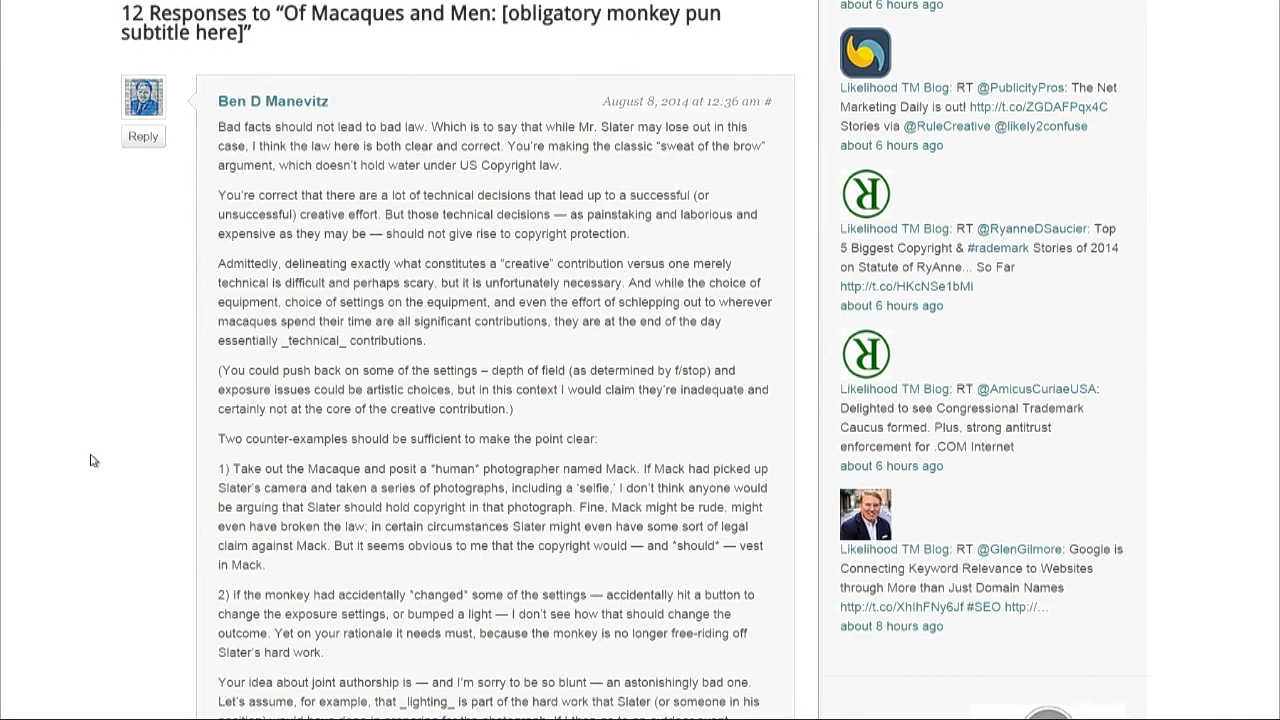 12 Responses to “Of Macaques and Men: [obligatory monkey pun
subtitle here]”
Ben D Manevitz
August 8, 2014 at 12:36 am #
Reply
Bad facts should not lead to bad law. Which is to say that while Mr. Slater may lose out in this
case, I think the law here is both clear and correct. You’re making the classic “sweat of the brow”
argument, which doesn’t hold water under US Copyright law.
You’re correct that there are a lot of technical decisions that lead up to a successful (or
unsuccessful) creative effort. But those technical decisions — as painstaking and laborious and
expensive as they may be — should not give rise to copyright protection.
Admittedly, delineating exactly what constitutes a “creative” contribution versus one merely
technical is difficult and perhaps scary, but it is unfortunately necessary. And while the choice of
equipment, choice of settings on the equipment, and even the effort of schlepping out to wherever
macaques spend their time are all significant contributions, they are at the end of the day
essentially _technical_ contributions.
(You could push back on some of the settings – depth of field (as determined by f/stop) and
exposure issues could be artistic choices, but in this context I would claim they’re inadequate and
certainly not at the core of the creative contribution.)
Two counter-examples should be sufficient to make the point clear:
1) Take out the Macaque and posit a *human* photographer named Mack. If Mack had picked up
Slater’s camera and taken a series of photographs, including a ‘selfie,’ I don’t think anyone would
be arguing that Slater should hold copyright in that photograph. Fine, Mack might be rude, might
even have broken the law; in certain circumstances Slater might even have some sort of legal
claim against Mack. But it seems obvious to me that the copyright would — and *should* — vest
in Mack.
2) If the monkey had accidentally *changed* some of the settings — accidentally hit a button to
change the exposure settings, or bumped a light — I don’t see how that should change the
outcome. Yet on your rationale it needs must, because the monkey is no longer free-riding off
Slater’s hard work.
Your idea about joint authorship is — and I’m sorry to be so blunt — an astonishingly bad one.
Let’s assume, for example, that _lighting_ is part of the hard work that Slater (or someone in his
about 6 hours ago
Likelihood TM Blog: RT @PublicityPros: The Net
Marketing Daily is out! http://t.co/ZGDAFPqx4C
Stories via @RuleCreative @likely2confuse
about 6 hours ago
Likelihood TM Blog: RT @RyanneDSaucier: Top
5 Biggest Copyright & #trademark Stories of 2014
on Statute of RyAnne... So Far
http://t.co/HKcNSe1bMi
about 6 hours ago
Likelihood TM Blog: RT @AmicusCuriaeUSA:
Delighted to see Congressional Trademark
Caucus formed. Plus, strong antitrust
enforcement for .COM Internet
about 6 hours ago
Likelihood TM Blog: RT @GlenGilmore: Google is
Connecting Keyword Relevance to Websites
through More than Just Domain Names
http://t.co/XhIhFNy6Jf #SEO http://…
about 8 hours ago